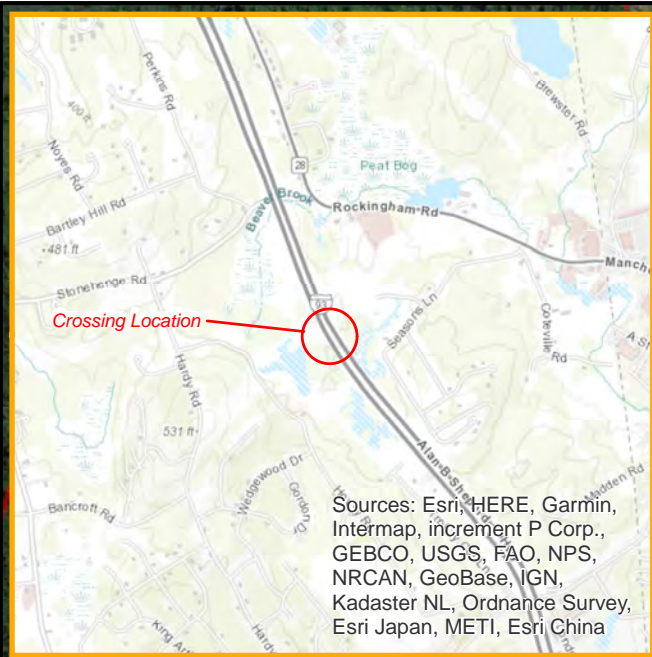 Perkins Rd
400 ft
Noyes Rd
Bartley Hill Rd
481 ft
Stonehenge Rd
Beaver Brook
28
Peat Bog
Brewster Rd
Rockingham Rd
Manch
Crossing Location
93
Seasons Ln
Coteville
Rd
A St
Hardy Rd
531 ft
Bancroft Rd
Wedgewood Dr
Gordon
Dr
Alan B Shepard
Madden Rd
King
Hardy
Sources: Esri, HERE, Garmin,
Intermap, increment P Corp.,
GEBCO, USGS, FAO, NPS,
NRCAN, GeoBase, IGN,
Kadaster NL, Ordnance Survey,
Esri Japan, METI, Esri China